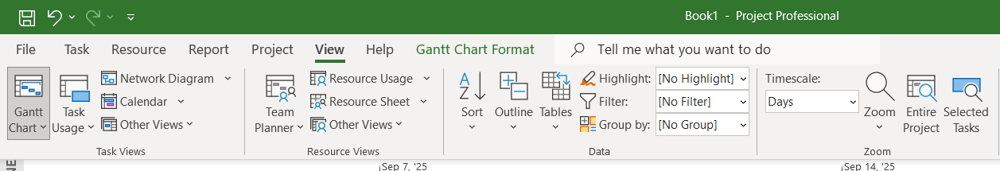 Book1 - Project Professional
File Task Resource Report Project View Help Gantt Chart Format Tell me what you want to do
Gantt Chart
Task Usage
Network Diagram
Calendar
Other Views
Task Views
Team Planner
Resource Usage
Resource Sheet
Other Views
Resource Views
A
Z
Sort
Outline
Tables
Highlight: [No Highlight]
Filter: [No Filter]
Group by: [No Group]
Data
Timescale:
Days
Zoom
Entire Project
Selected Tasks
Zoom
NE
Sep 7, '25 Sep 14, '25